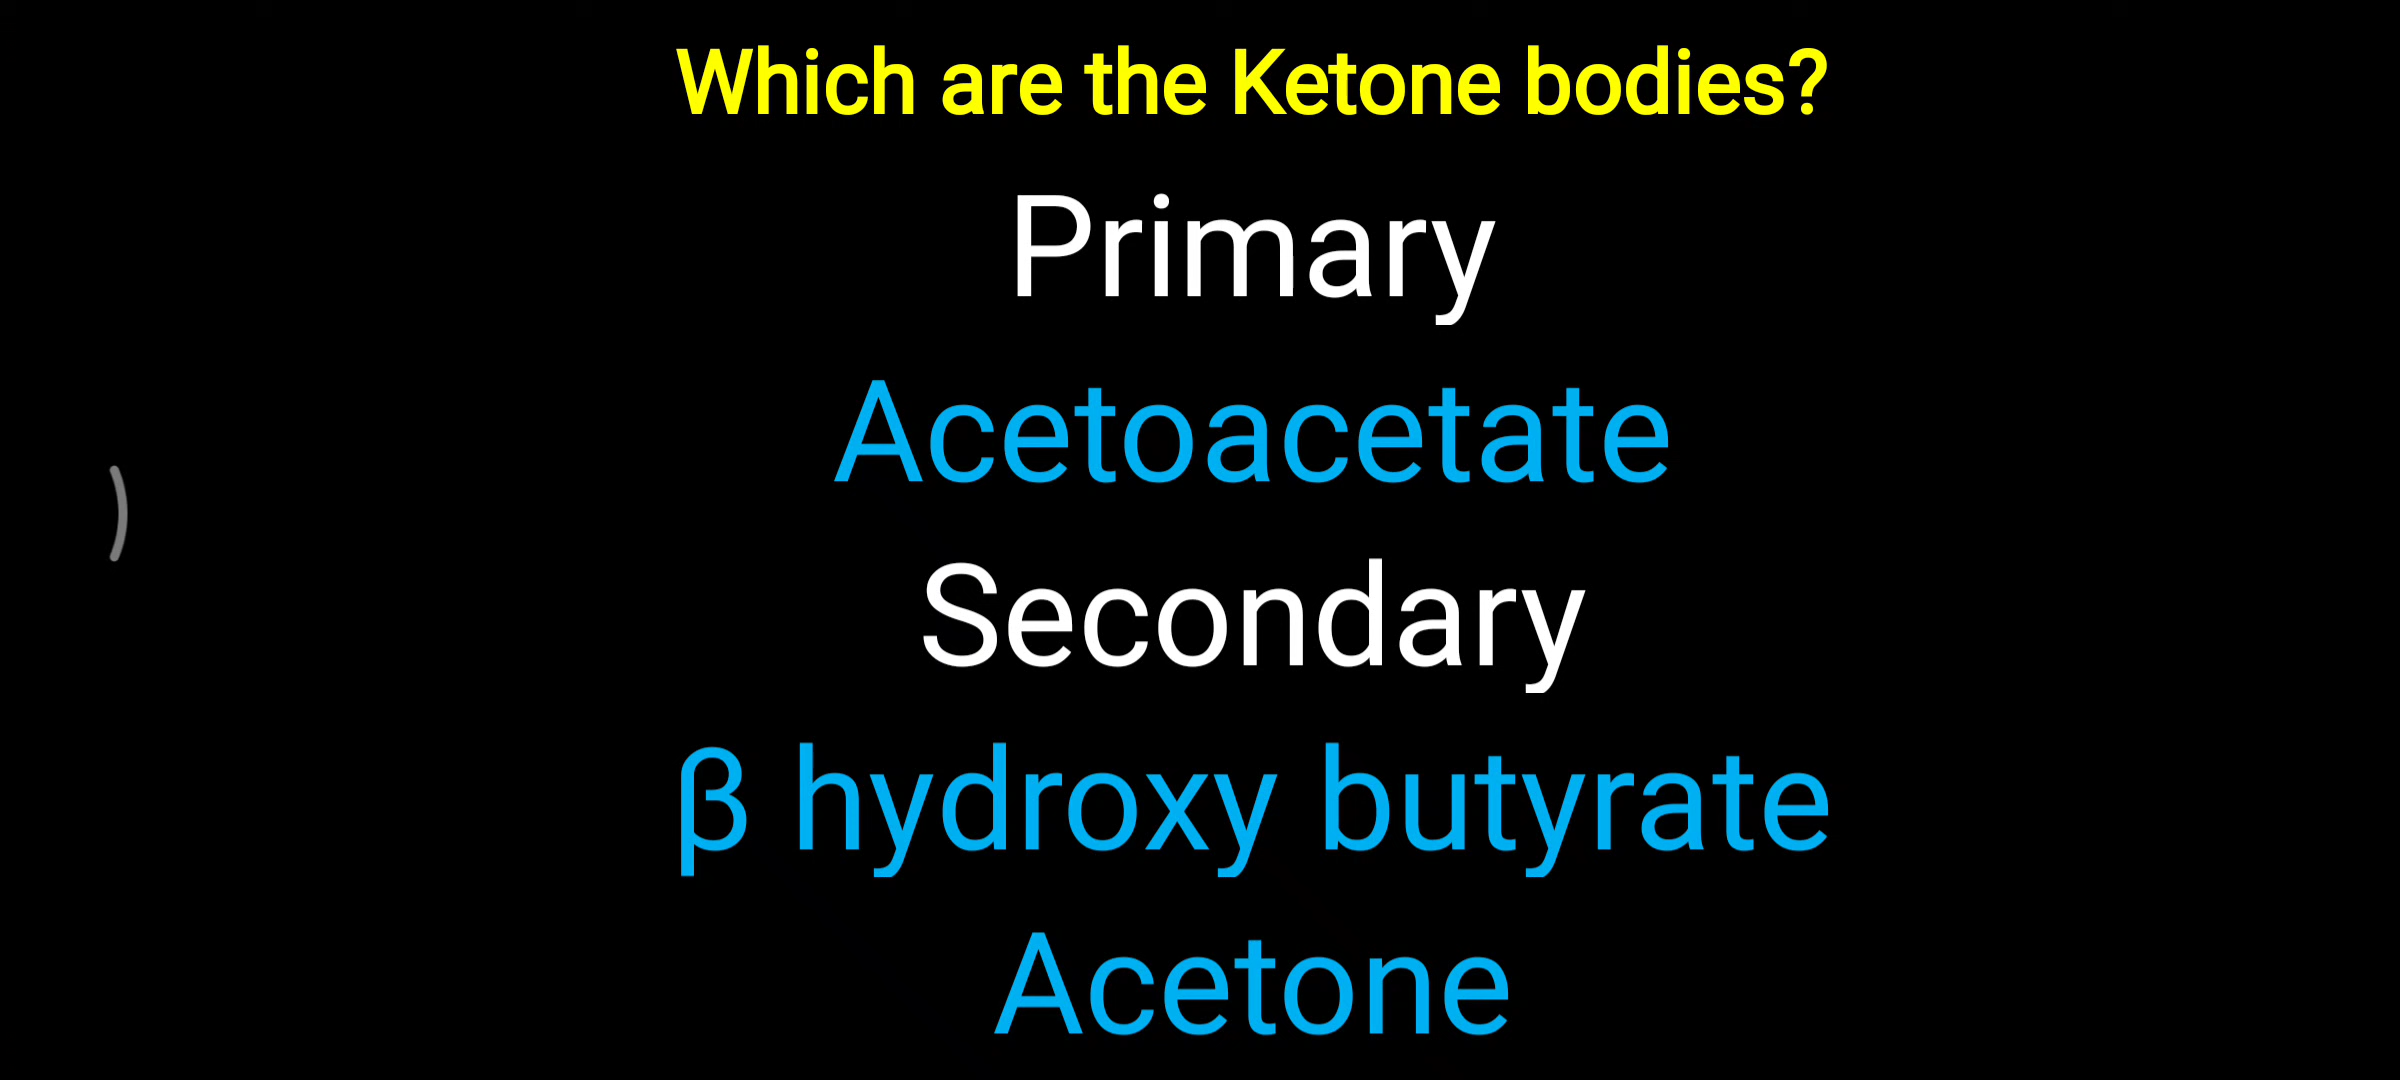 Which are the Ketone bodies?
Primary
Acetoacetate
Secondary
β hydroxy butyrate
Acetone